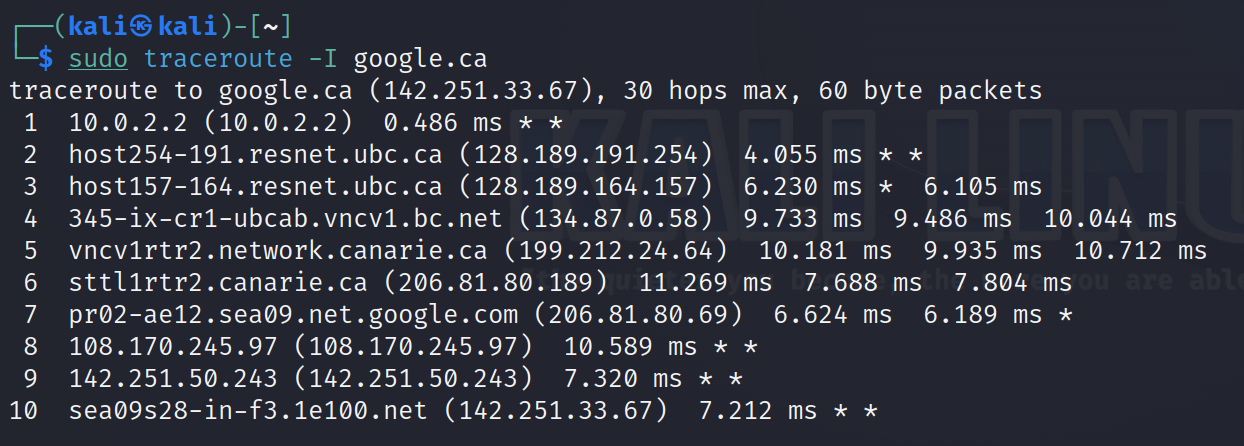 ┌──(kali㉿kali)-[~]
└─$ sudo traceroute -I google.ca
traceroute to google.ca (142.251.33.67), 30 hops max, 60 byte packets
 1  10.0.2.2 (10.0.2.2)  0.486 ms * *
 2  host254-191.resnet.ubc.ca (128.189.191.254)  4.055 ms * *
 3  host157-164.resnet.ubc.ca (128.189.164.157)  6.230 ms *  6.105 ms
 4  345-ix-cr1-ubcab.vncv1.bc.net (134.87.0.58)  9.733 ms  9.486 ms  10.044 ms
 5  vncv1rtr2.network.canarie.ca (199.212.24.64)  10.181 ms  9.935 ms  10.712 ms
 6  sttl1rtr2.canarie.ca (206.81.80.189)  11.269 ms  7.688 ms  7.804 ms
 7  pr02-ae12.sea09.net.google.com (206.81.80.69)  6.624 ms  6.189 ms *
 8  108.170.245.97 (108.170.245.97)  10.589 ms * *
 9  142.251.50.243 (142.251.50.243)  7.320 ms * *
10  sea09s28-in-f3.1e100.net (142.251.33.67)  7.212 ms * *